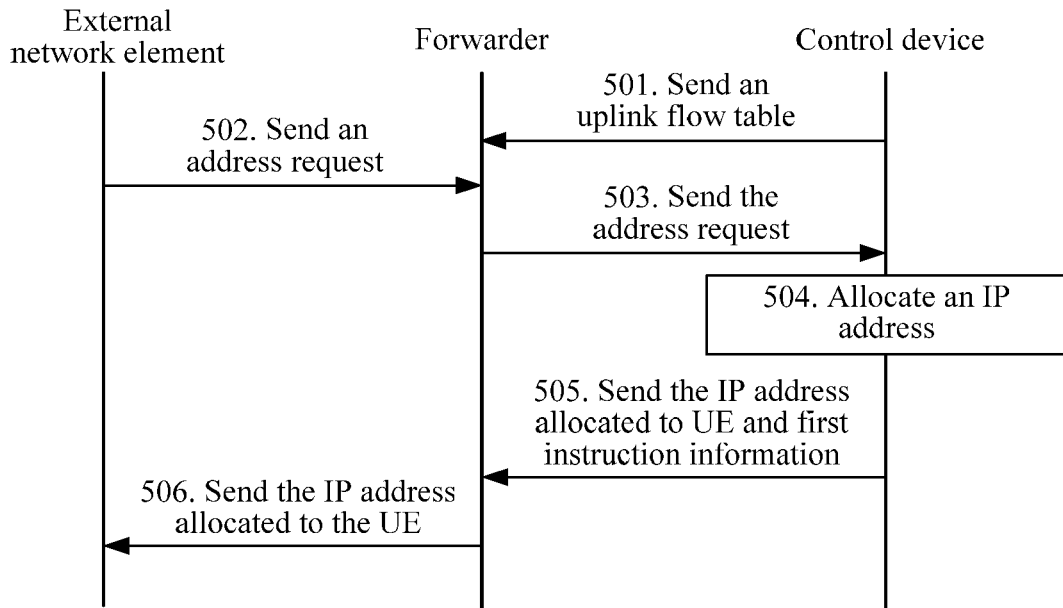 External
network element
Forwarder
Control device
501. Send an
uplink flow table
502. Send an
address request
503. Send the
address request
504. Allocate an IP
address
505. Send the IP address
allocated to UE and first
instruction information
506. Send the IP address
allocated to the UE